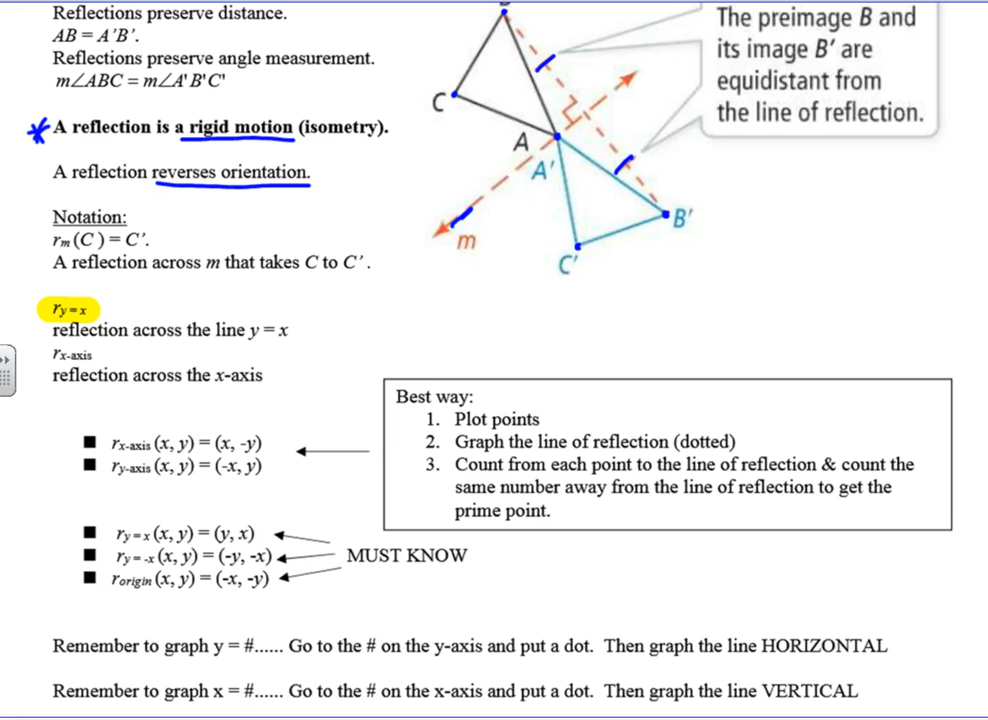 Reflections preserve distance.
AB = A'B'.
Reflections preserve angle measurement.
m∠ABC = m∠A'B'C'
A reflection is a rigid motion (isometry).
A reflection reverses orientation.
Notation:
rm (C) = C'.
A reflection across m that takes C to C'.
C
A
A'
B'
C'
m
The preimage B and
its image B' are
equidistant from
the line of reflection.
ry = x
reflection across the line y = x
rx-axis
reflection across the x-axis
■ rx-axis (x, y) = (x, -y)
■ ry-axis (x, y) = (-x, y)
Best way:
1. Plot points
2. Graph the line of reflection (dotted)
3. Count from each point to the line of reflection & count the
same number away from the line of reflection to get the
prime point.
■ ry = x (x, y) = (y, x)
■ ry = -x (x, y) = (-y, -x)
■ rorigin (x, y) = (-x, -y)
MUST KNOW
Remember to graph y = #...... Go to the # on the y-axis and put a dot. Then graph the line HORIZONTAL
Remember to graph x = #...... Go to the # on the x-axis and put a dot. Then graph the line VERTICAL